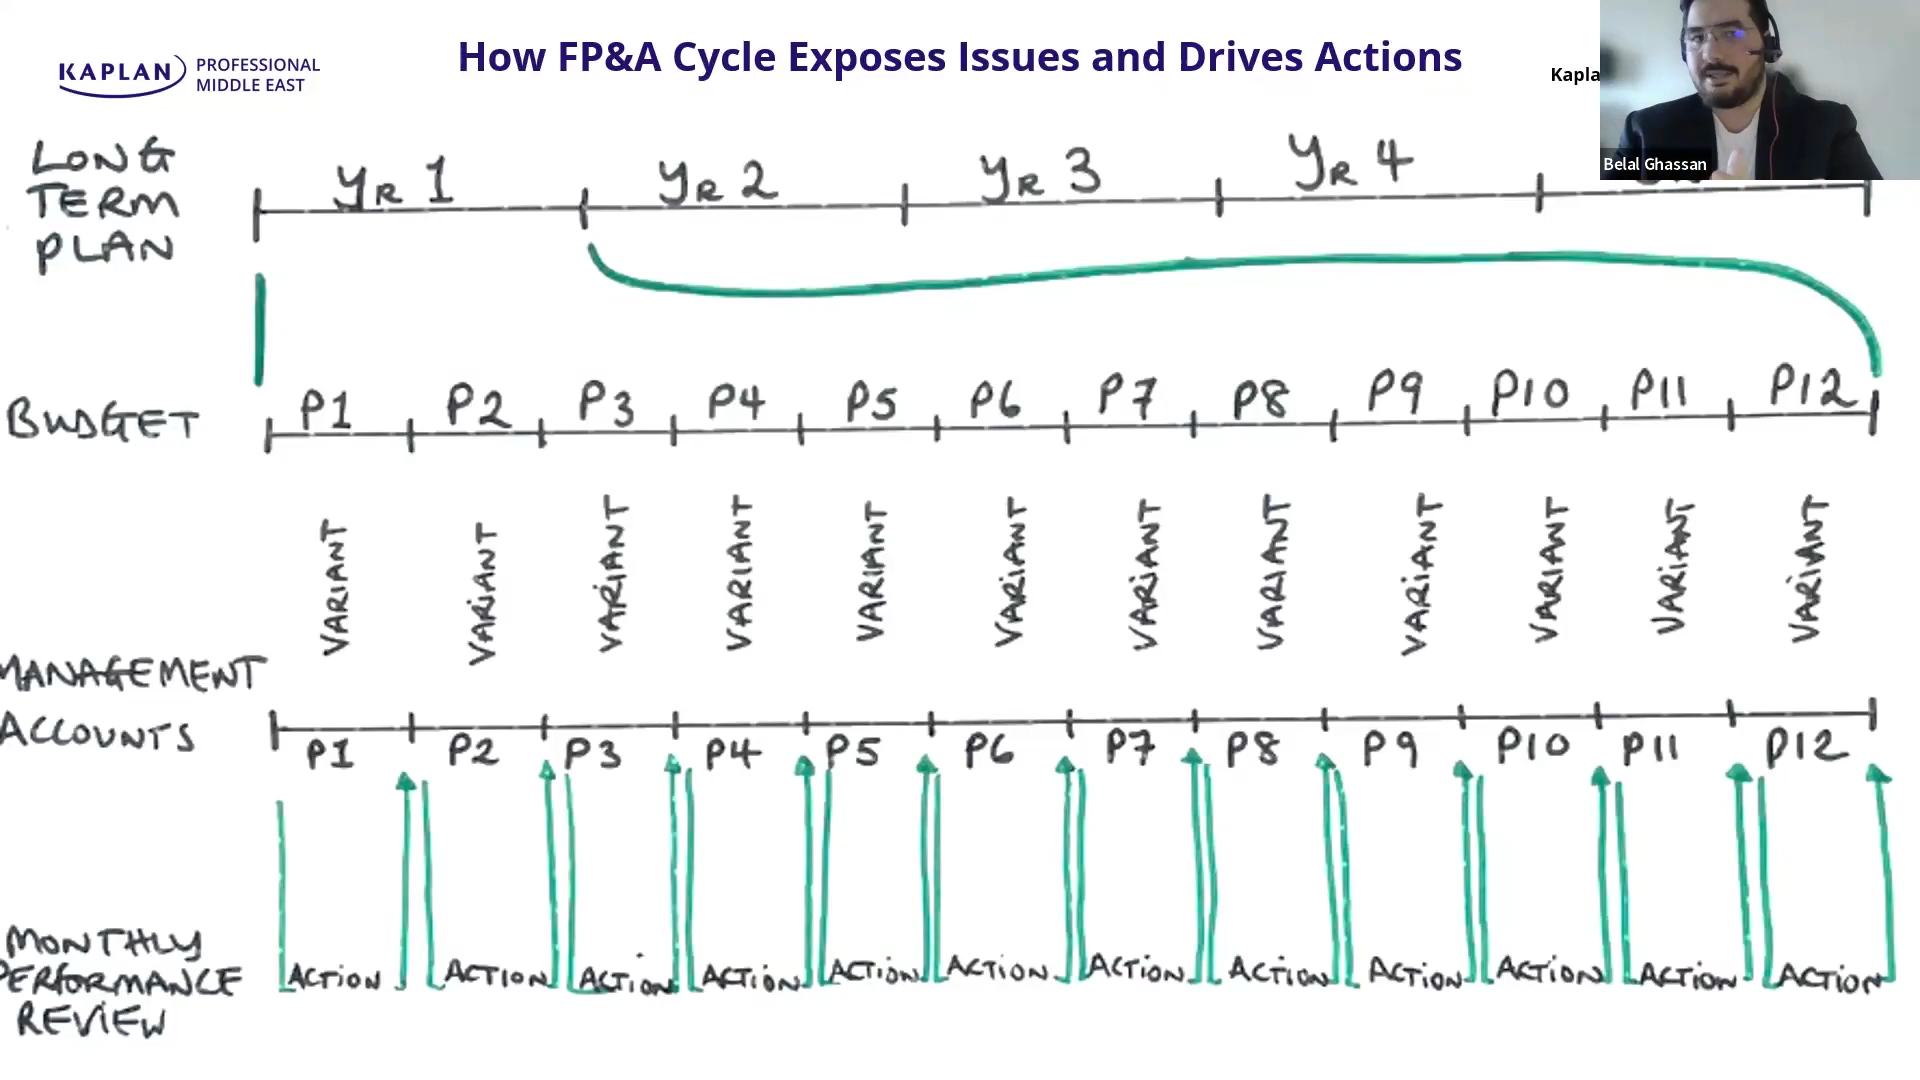 KAPLAN PROFESSIONAL
MIDDLE EAST
How FP&A Cycle Exposes Issues and Drives Actions
Kapla
Belal Ghassan
LONG
TERM
PLAN
YR 1 YR 2 YR 3 YR 4
BUDGET
P1 P2 P3 P4 P5 P6 P7 P8 P9 P10 P11 P12
VARIANT VARIANT VARIANT VARIANT VARIANT VARIANT VARIANT VARIANT VARIANT VARIANT VARIANT VARIANT
MANAGEMENT
ACCOUNTS
P1 P2 P3 P4 P5 P6 P7 P8 P9 P10 P11 P12
MONTHLY
PERFORMANCE
REVIEW
ACTION ACTION ACTION ACTION ACTION ACTION ACTION ACTION ACTION ACTION ACTION ACTION